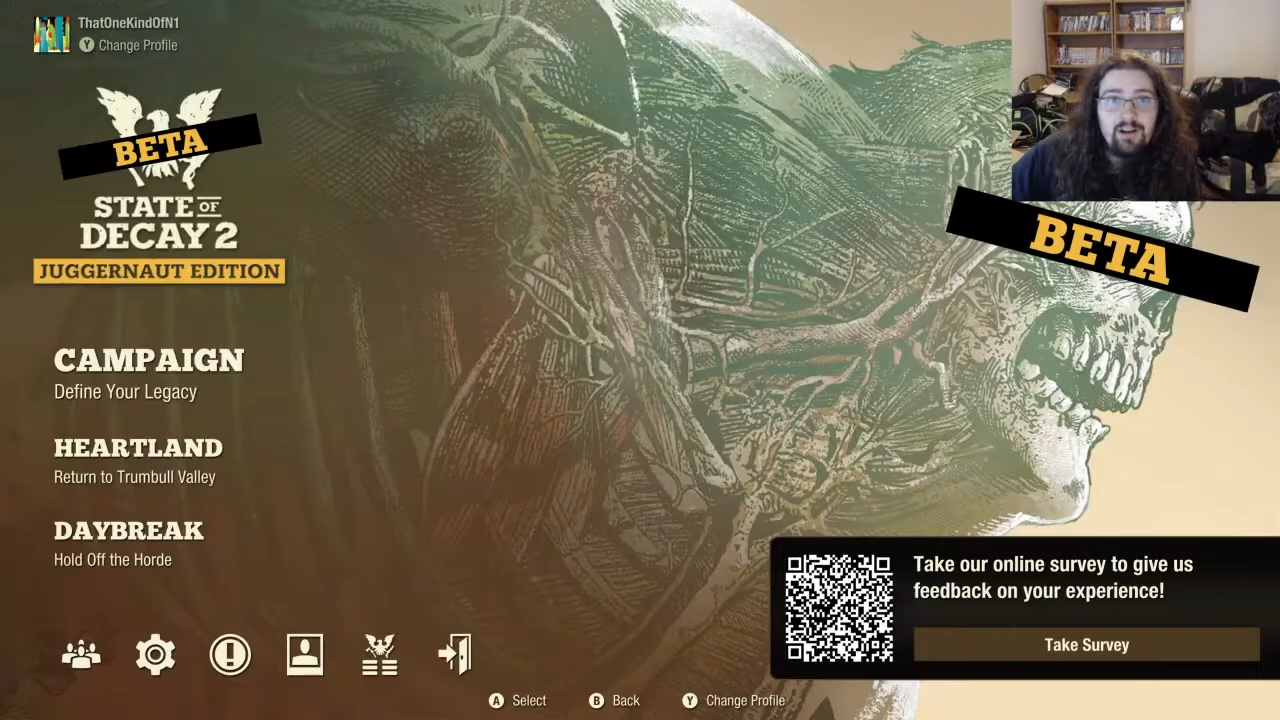 ThatOneKindOfN1
Y Change Profile
BETA
STATE OF
DECAY 2
JUGGERNAUT EDITION
BETA
CAMPAIGN
Define Your Legacy
HEARTLAND
Return to Trumbull Valley
DAYBREAK
Hold Off the Horde
Take our online survey to give us
feedback on your experience!
Take Survey
A Select B Back Y Change Profile